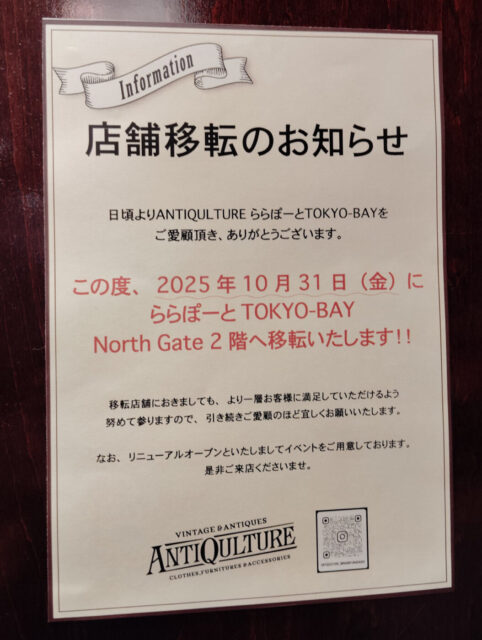 Information
店舗移転のお知らせ
日頃よりANTIQULTURE ららぽーとTOKYO-BAYを
ご愛顧頂き、ありがとうございます。
この度、2025年10月31日（金）に
ららぽーとTOKYO-BAY
North Gate 2階へ移転いたします!!
移転店舗におきましても、より一層お客様に満足していただけるよう
努めて参りますので、引き続きご愛顧のほど宜しくお願いいたします。
なお、リニューアルオープンといたしましてイベントをご用意しております。
是非ご来店くださいませ。
VINTAGE & ANTIQUES
ANTIQULTURE
CLOTHES, FURNITURES & ACCESSORIES